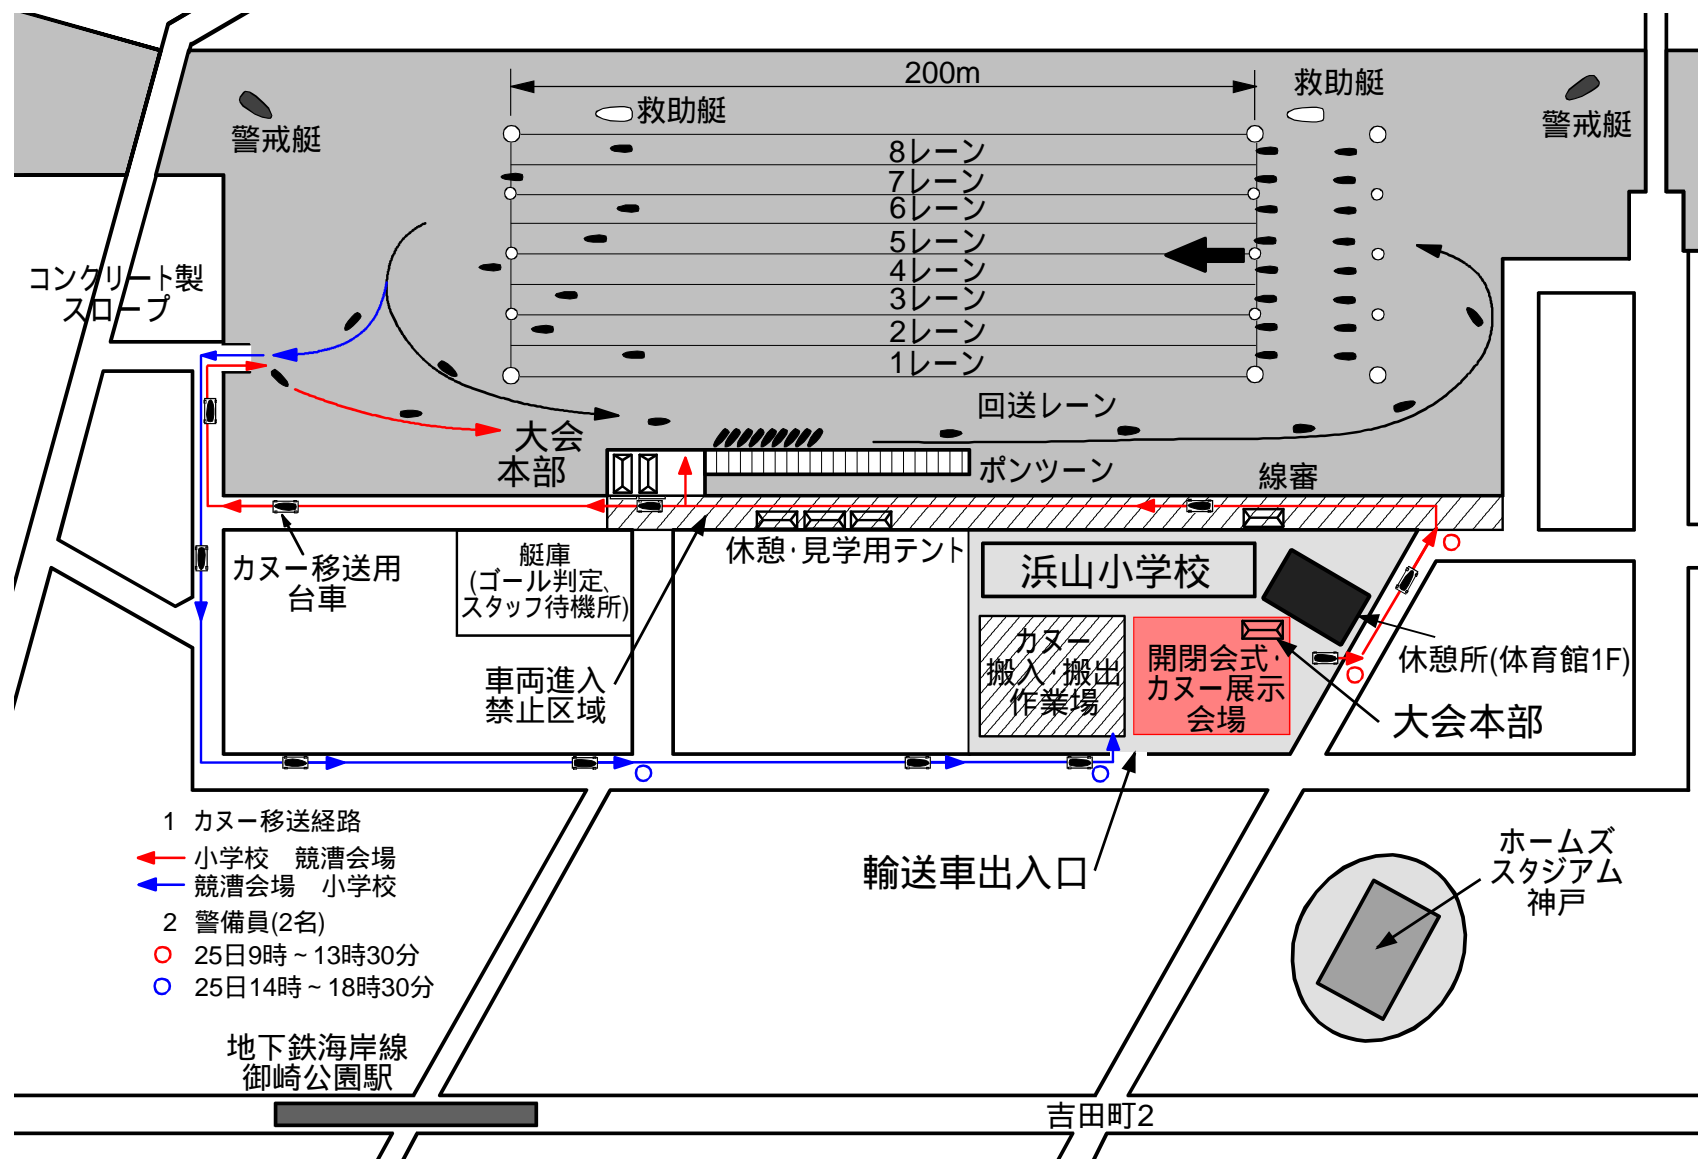 200m
救助艇
救助艇
警戒艇
警戒艇
8レーン
7レーン
6レーン
5レーン
4レーン
3レーン
2レーン
1レーン
コンクリート製
スロープ
回送レーン
大会
本部
ポンツーン
線審
カヌー移送用
台車
艇庫
(ゴール判定、
スタッフ待機所)
休憩・見学用テント
浜山小学校
車両進入
禁止区域
カヌー
搬入・搬出
作業場
開閉会式・
カヌー展示
会場
休憩所(体育館1F)
大会本部
輸送車出入口
1 カヌー移送経路
小学校 競漕会場
競漕会場 小学校
2 警備員(2名)
25日9時~13時30分
25日14時~18時30分
ホームズ
スタジアム
神戸
地下鉄海岸線
御崎公園駅
吉田町2